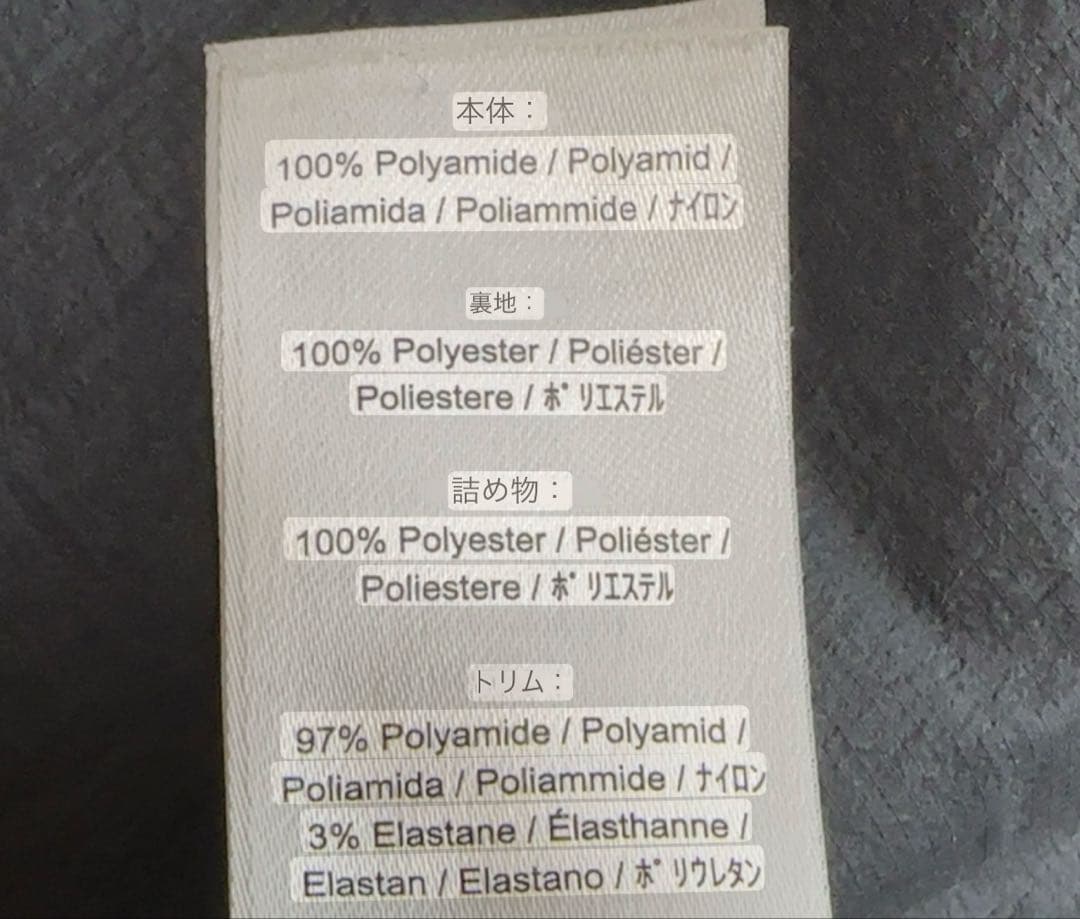 本体：
100% Polyamide / Polyamid /
Poliamida / Poliammide / ﾅｲﾛﾝ
裏地：
100% Polyester / Poliéster /
Poliestere / ﾎﾟﾘｴｽﾃﾙ
詰め物：
100% Polyester / Poliéster /
Poliestere / ﾎﾟﾘｴｽﾃﾙ
トリム：
97% Polyamide / Polyamid /
Poliamida / Poliammide / ﾅｲﾛﾝ
3% Elastane / Élasthanne /
Elastan / Elastano / ﾎﾟﾘｳﾚﾀﾝ